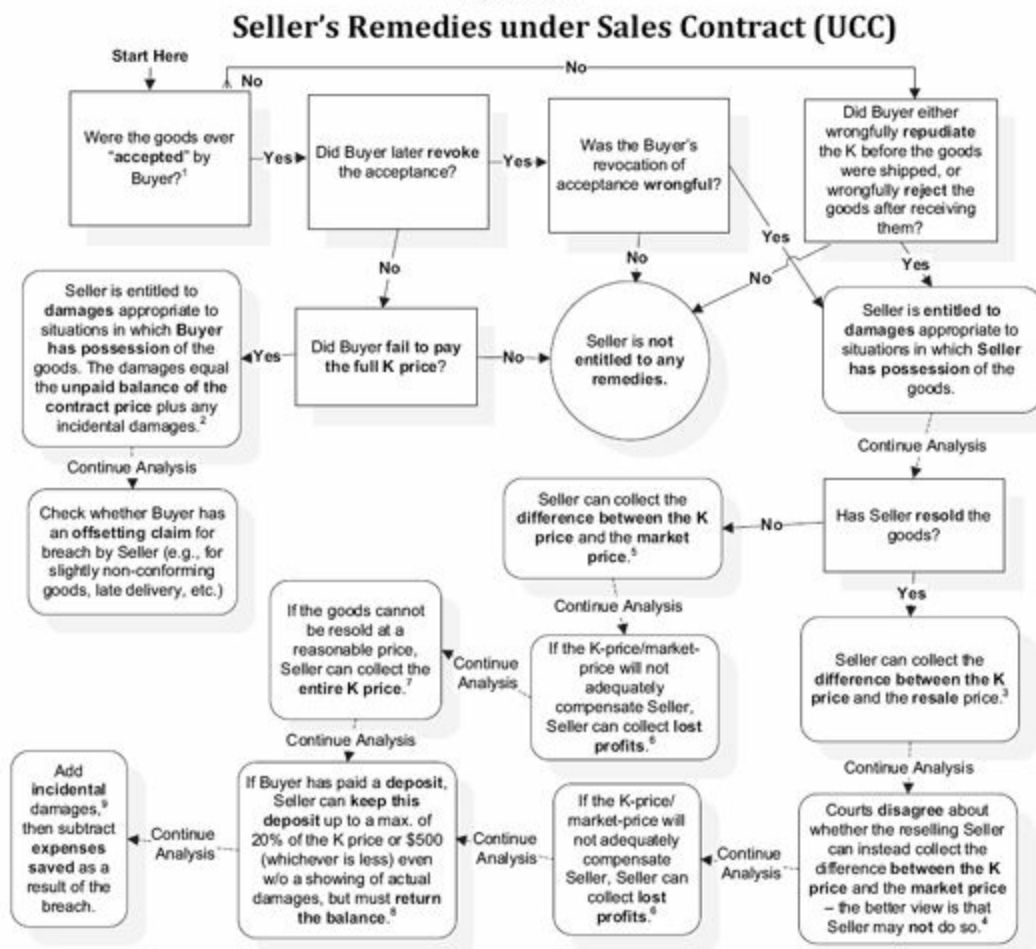 Seller's Remedies under Sales Contract (UCC)
Start Here
No
No
Were the goods ever
"accepted" by
Buyer?1
Yes
Did Buyer later revoke
the acceptance?
Yes
Was the Buyer's
revocation of
acceptance wrongful?
Did Buyer either
wrongfully repudiate
the K before the goods
were shipped, or
wrongfully reject the
goods after receiving
them?
No
No
Yes
No
Yes
Seller is entitled to
damages appropriate to
situations in which Buyer
has possession of the
goods. The damages equal
the unpaid balance of the
contract price plus any
incidental damages.2
Yes
Did Buyer fail to pay
the full K price?
No
Seller is not
entitled to any
remedies.
Seller is entitled to
damages appropriate to
situations in which Seller
has possession of the
goods.
Continue Analysis
Continue Analysis
Check whether Buyer has
an offsetting claim for
breach by Seller (e.g., for
slightly non-conforming
goods, late delivery, etc.)
Seller can collect the
difference between the K
price and the market
price.5
No
Has Seller resold the
goods?
Continue Analysis
Yes
If the goods cannot
be resold at a
reasonable price,
Seller can collect the
entire K price.7
Continue
Analysis
If the K-price/market-
price will not
adequately
compensate Seller,
Seller can collect lost
profits.6
Seller can collect the
difference between the K
price and the resale price.3
Continue Analysis
Continue Analysis
Add
incidental
damages,9
then subtract
expenses
saved as a
result of the
breach.
Continue
Analysis
If Buyer has paid a deposit,
Seller can keep this
deposit up to a max. of
20% of the K price or $500
(whichever is less) even
w/o a showing of actual
damages, but must return
the balance.8
Continue
Analysis
If the K-price/
market-price will
not adequately
compensate
Seller, Seller can
collect lost
profits.6
Continue
Analysis
Courts disagree about
whether the reselling Seller
can instead collect the
difference between the K
price and the market price
– the better view is that
Seller may not do so.4